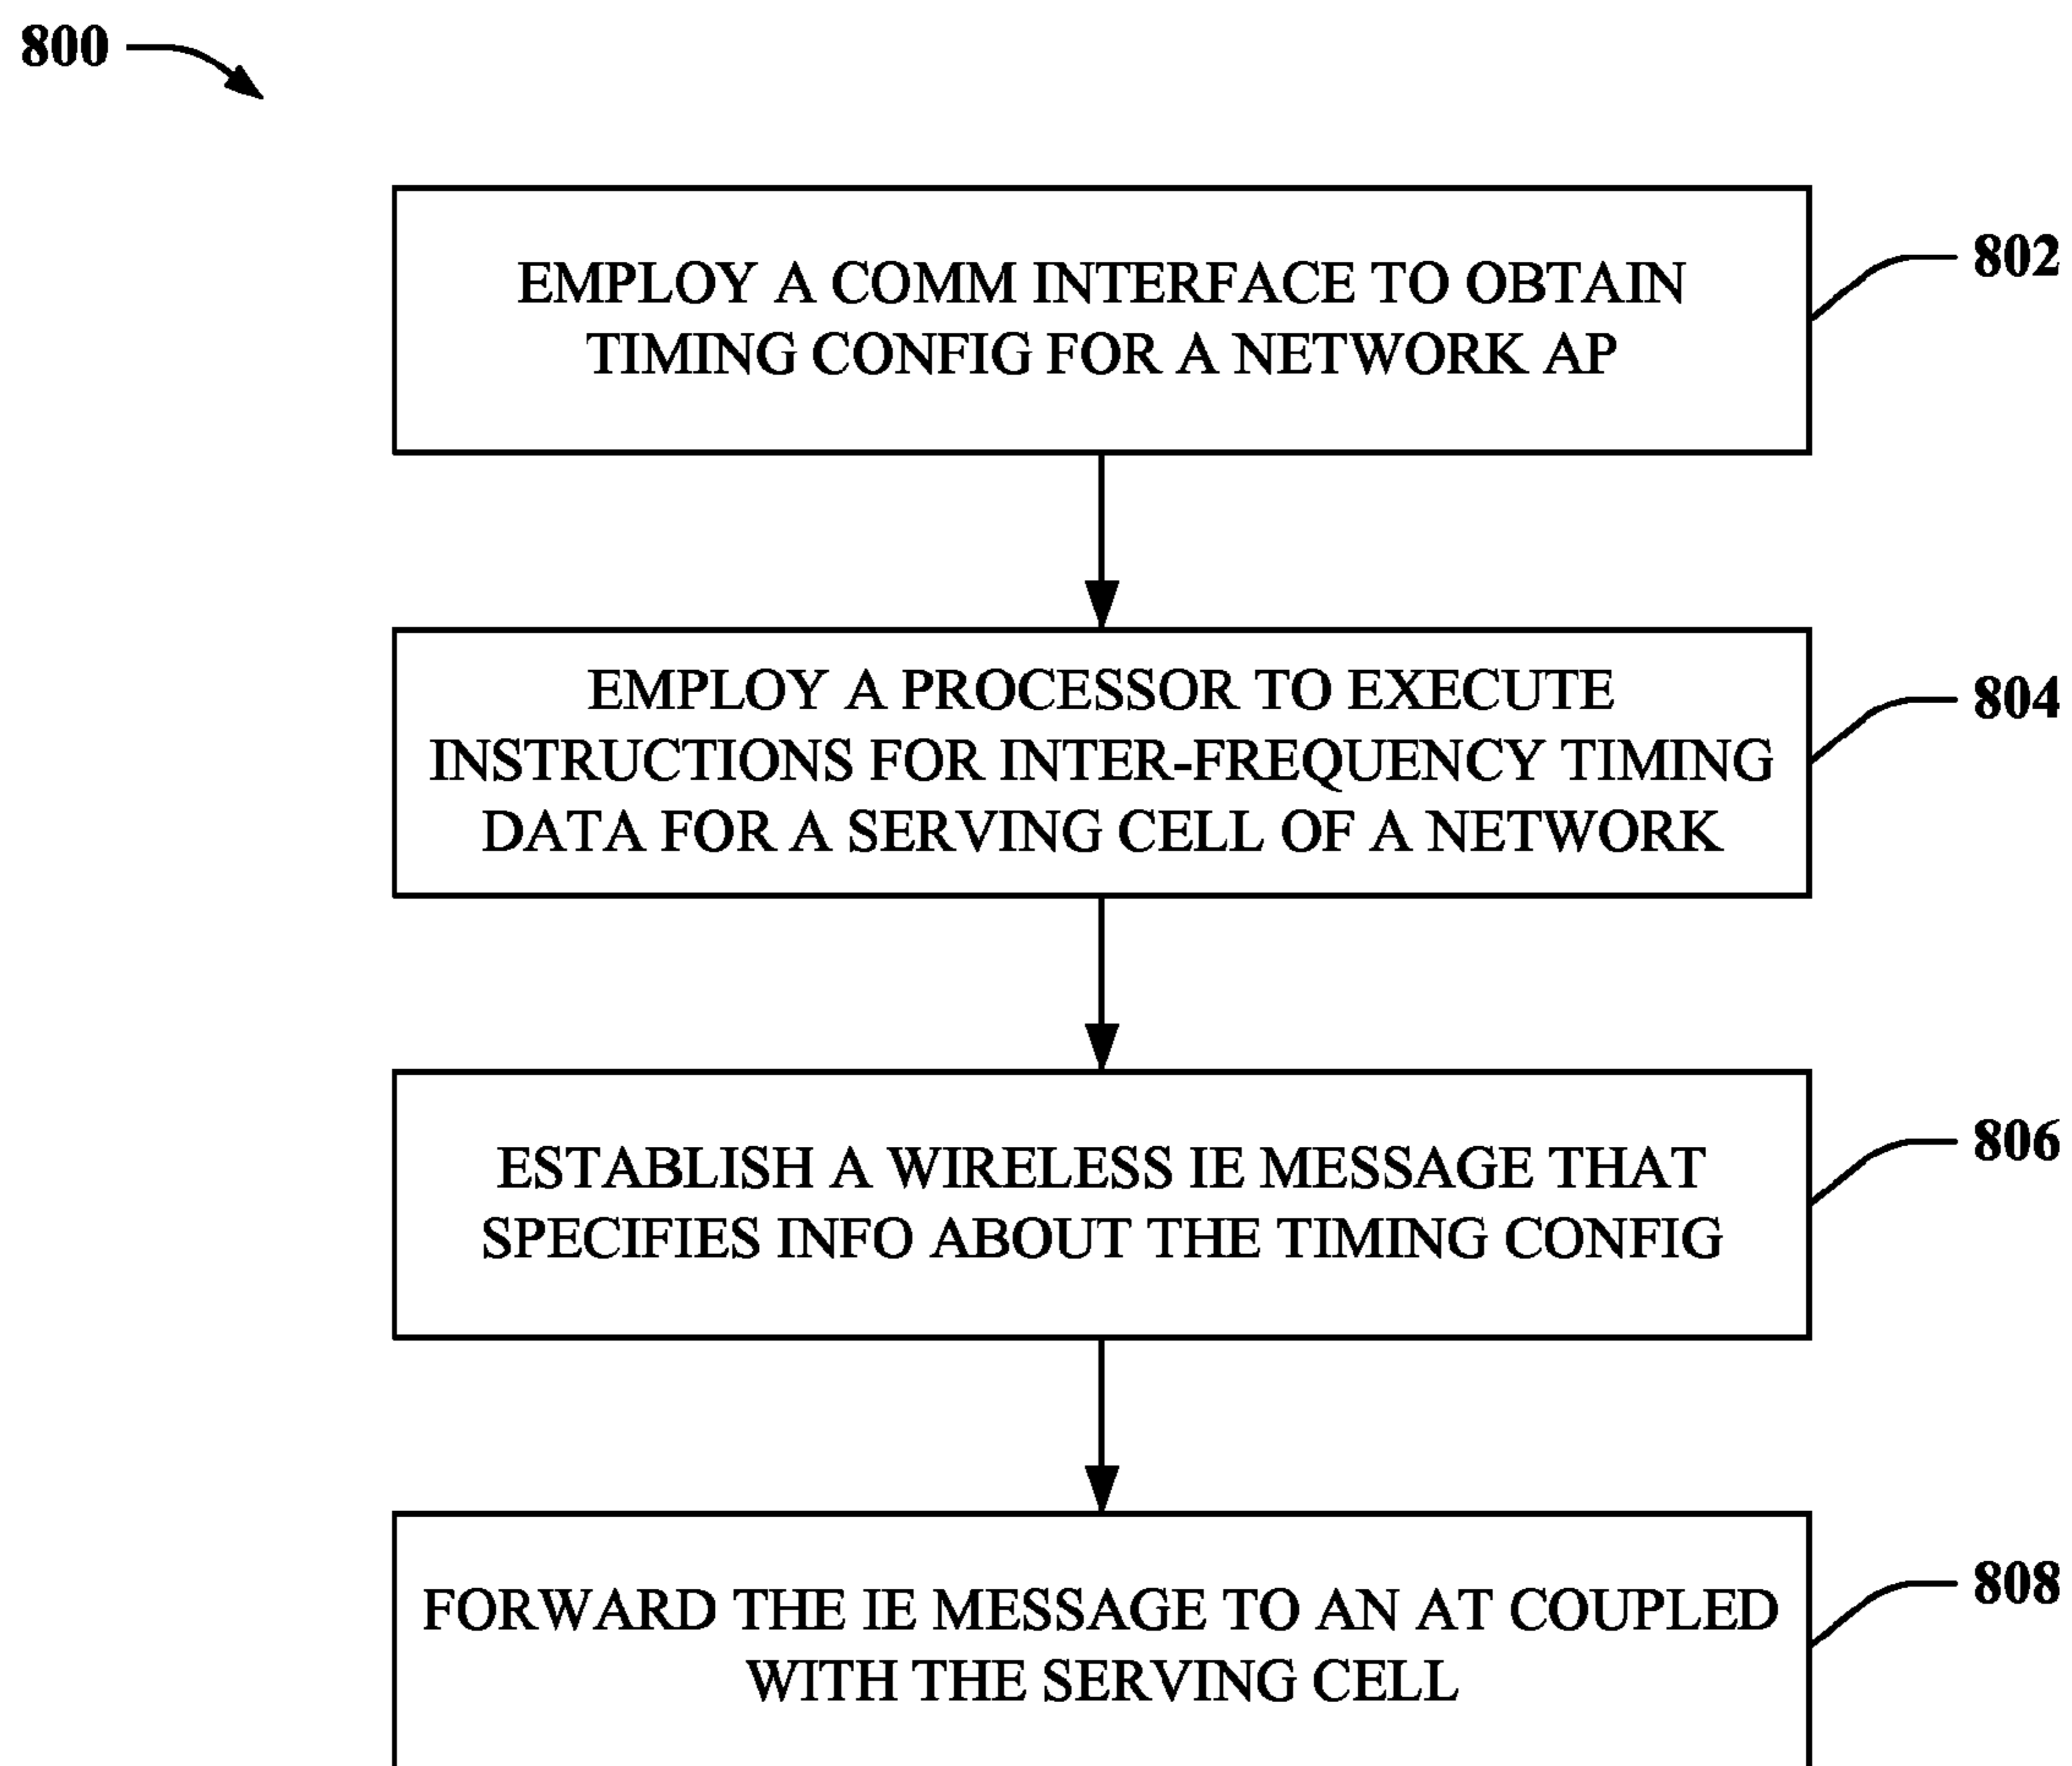 800
EMPLOY A COMM INTERFACE TO OBTAIN
TIMING CONFIG FOR A NETWORK AP
802
EMPLOY A PROCESSOR TO EXECUTE
INSTRUCTIONS FOR INTER-FREQUENCY TIMING
DATA FOR A SERVING CELL OF A NETWORK
804
ESTABLISH A WIRELESS IE MESSAGE THAT
SPECIFIES INFO ABOUT THE TIMING CONFIG
806
FORWARD THE IE MESSAGE TO AN AT COUPLED
WITH THE SERVING CELL
808